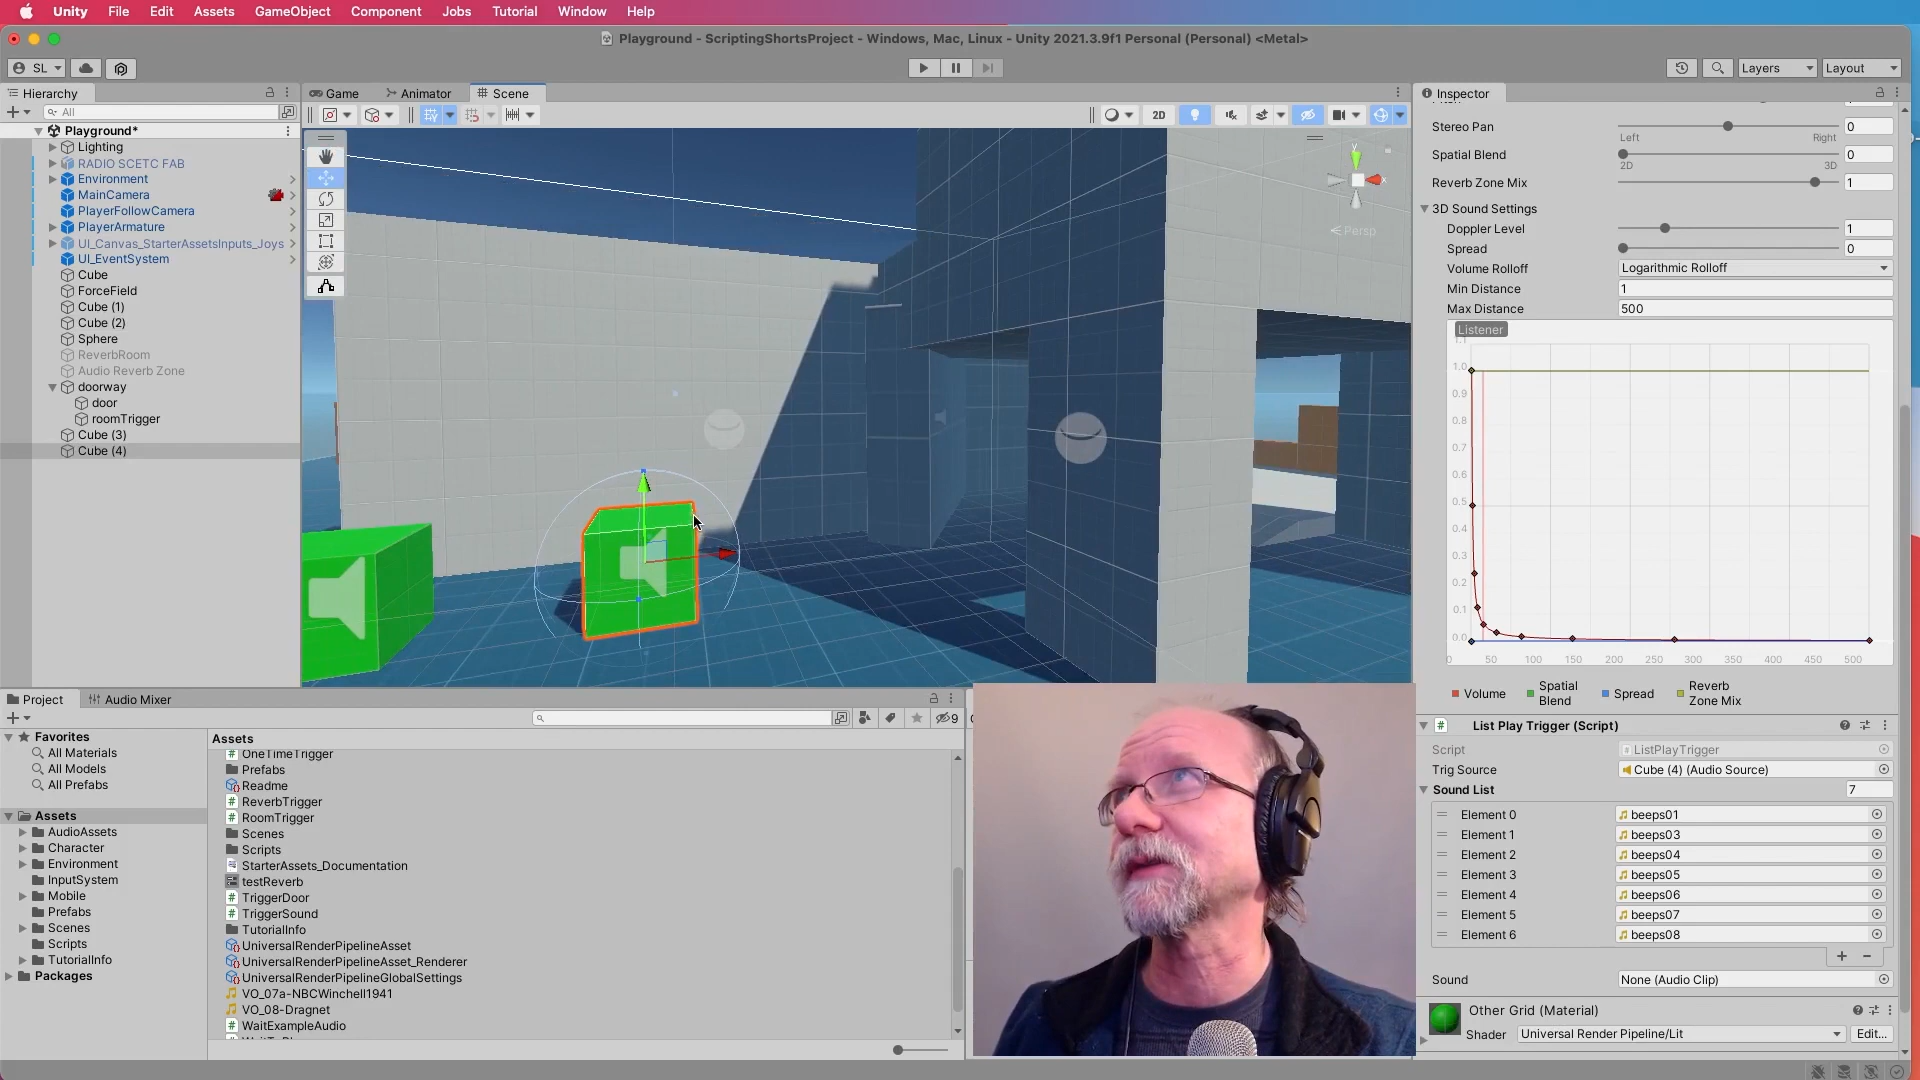 Unity File Edit Assets GameObject Component Jobs Tutorial Window Help
Playground - ScriptingShortsProject - Windows, Mac, Linux - Unity 2021.3.9f1 Personal (Personal) <Metal>
SL
Layers
Layout
Hierarchy
All
Playground*
Lighting
RADIO SCETC FAB
Environment
MainCamera
PlayerFollowCamera
PlayerArmature
UI_Canvas_StarterAssetsInputs_Joys
UI_EventSystem
Cube
ForceField
Cube (1)
Cube (2)
Sphere
ReverbRoom
Audio Reverb Zone
doorway
door
roomTrigger
Cube (3)
Cube (4)
Game
Animator
Scene
2D
y
x
Persp
Inspector
Stereo Pan
0
Left
Right
Spatial Blend
0
2D
3D
Reverb Zone Mix
1
3D Sound Settings
Doppler Level
1
Spread
0
Volume Rolloff
Logarithmic Rolloff
Min Distance
1
Max Distance
500
Listener
1.1
1.0
0.9
0.8
0.7
0.6
0.5
0.4
0.3
0.2
0.1
0.0
0 50 100 150 200 250 300 350 400 450 500
Volume
Spatial Blend
Spread
Reverb Zone Mix
List Play Trigger (Script)
Script
ListPlayTrigger
Trig Source
Cube (4) (Audio Source)
Sound List
7
Element 0
beeps01
Element 1
beeps03
Element 2
beeps04
Element 3
beeps05
Element 4
beeps06
Element 5
beeps07
Element 6
beeps08
Sound
None (Audio Clip)
Other Grid (Material)
Shader
Universal Render Pipeline/Lit
Edit...
Project
Audio Mixer
9
Favorites
All Materials
All Models
All Prefabs
Assets
AudioAssets
Character
Environment
InputSystem
Mobile
Prefabs
Scenes
Scripts
TutorialInfo
Packages
Assets
OneTimeTrigger
Prefabs
Readme
ReverbTrigger
RoomTrigger
Scenes
Scripts
StarterAssets_Documentation
testReverb
TriggerDoor
TriggerSound
TutorialInfo
UniversalRenderPipelineAsset
UniversalRenderPipelineAsset_Renderer
UniversalRenderPipelineGlobalSettings
VO_07a-NBCWinchell1941
VO_08-Dragnet
WaitExampleAudio